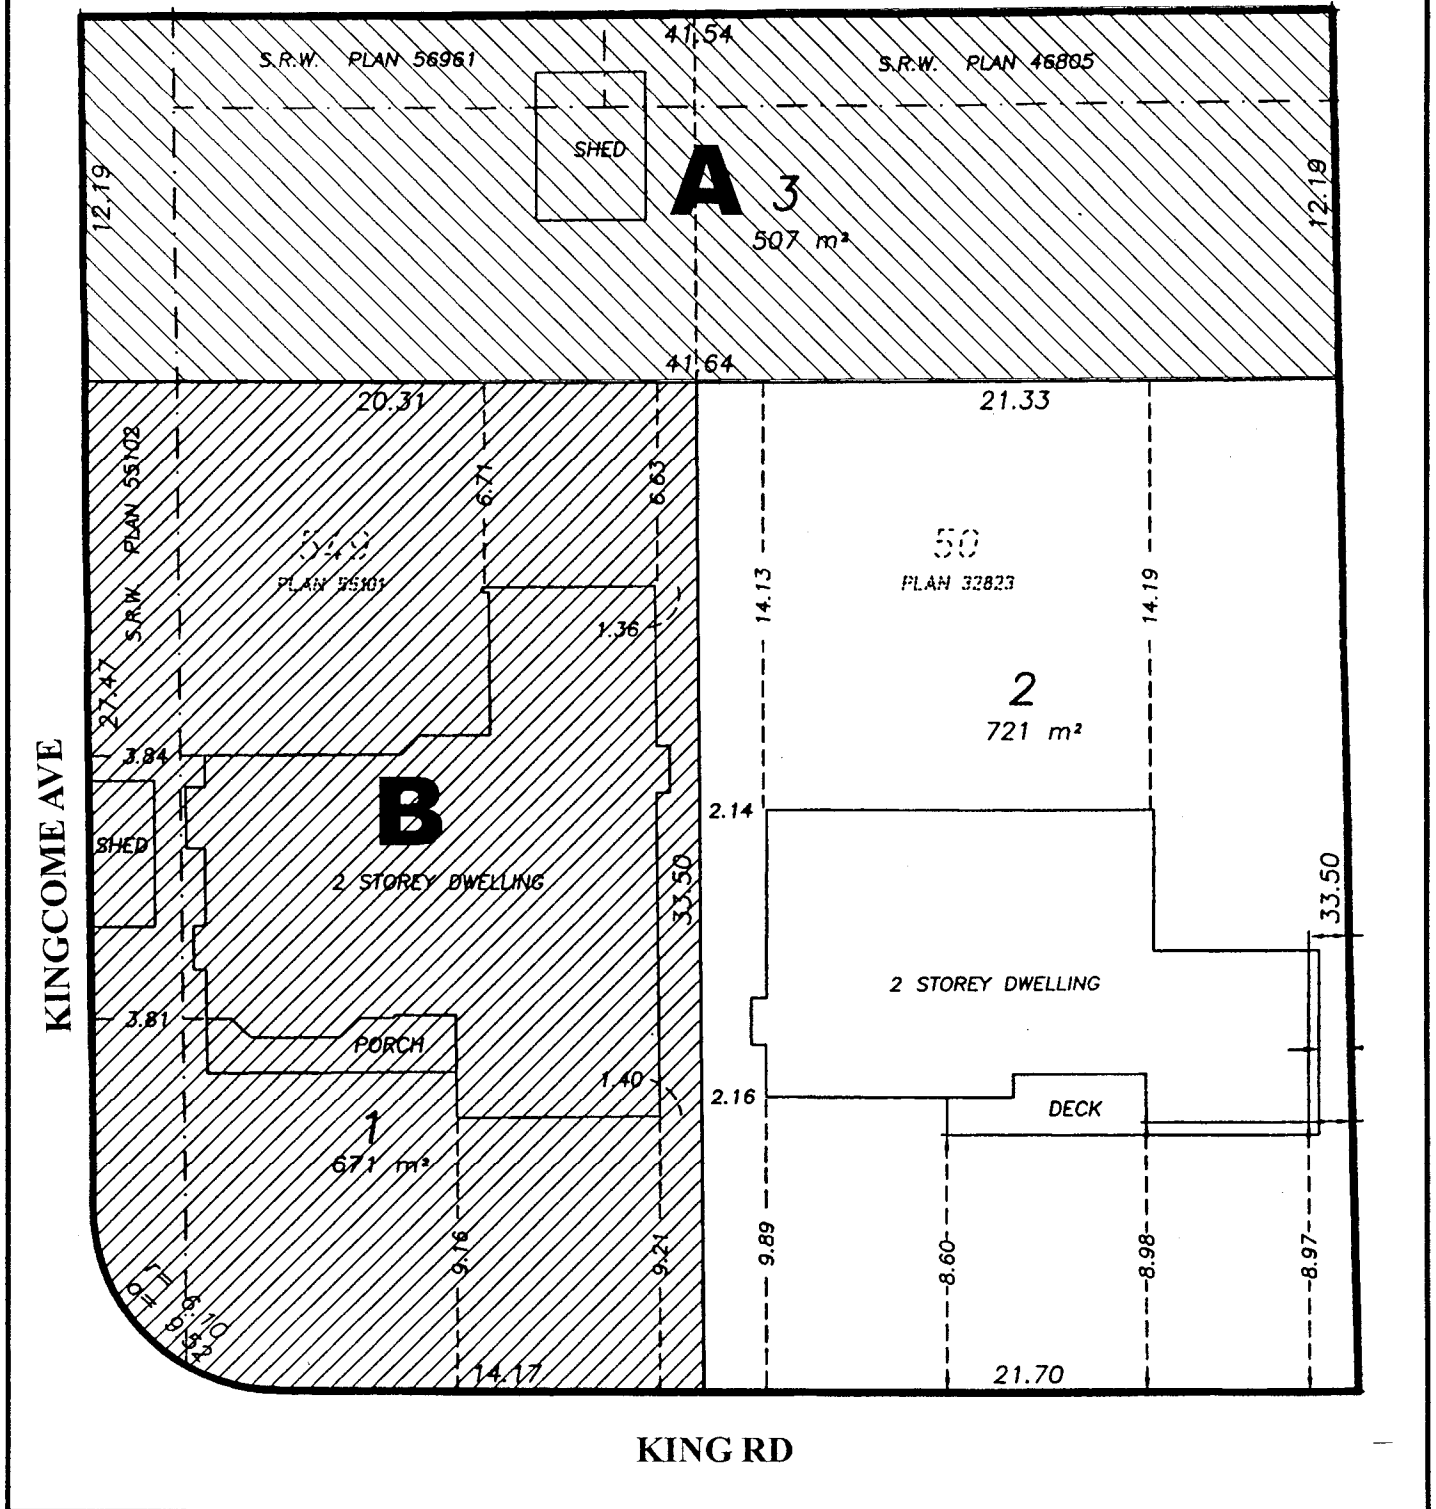 41.54
S.R.W. PLAN 56961
S.R.W. PLAN 46805
SHED
A
3
507 m²
12.19
12.19
41.64
20.31
21.33
S.R.W. PLAN 55102
6.71
6.63
50
PLAN 55101
PLAN 32823
14.13
14.19
1.36
27.47
2
721 m²
3.84
KINGCOME AVE
B
2.14
SHED
2 STOREY DWELLING
33.50
33.50
2 STOREY DWELLING
3.81
PORCH
1.40
2.16
DECK
1
671 m²
9.16
9.21
9.89
8.60
8.98
8.97
r= 6.10
a= 9.52
14.17
21.70
KING RD